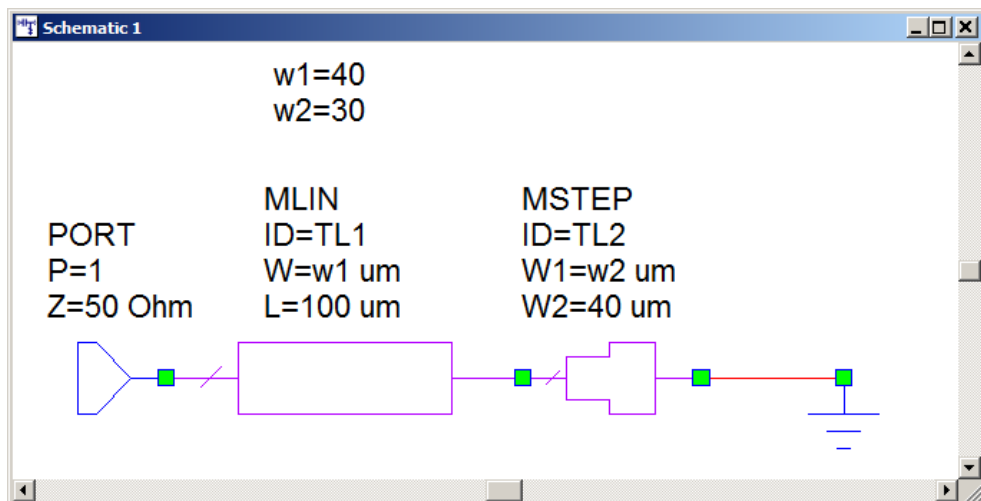 Schematic 1
w1=40
w2=30
PORT
P=1
Z=50 Ohm
MLIN
ID=TL1
W=w1 um
L=100 um
MSTEP
ID=TL2
W1=w2 um
W2=40 um